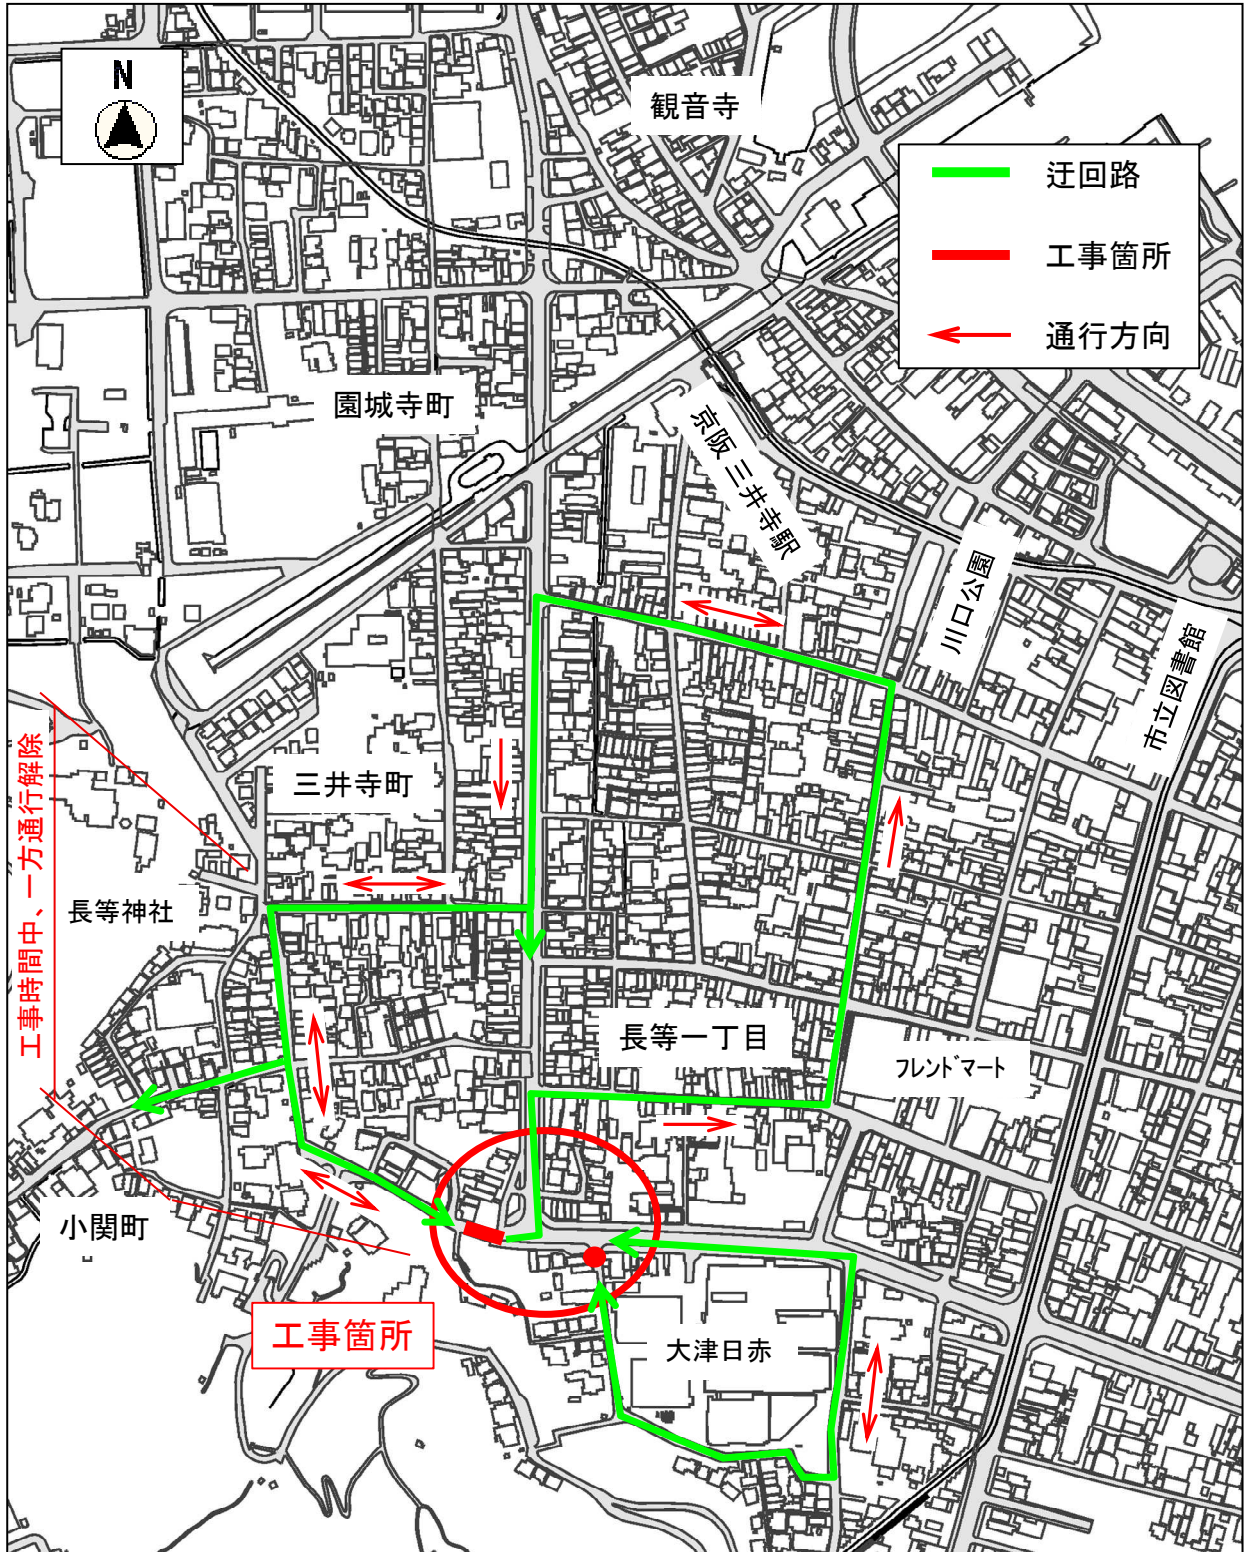 N
観音寺
迂回路
工事箇所
通行方向
園城寺町
京阪 三井寺駅
川口公園
市立図書館
三井寺町
工事時間中、一方通行解除
長等神社
長等一丁目
フレンドマート
小関町
工事箇所
大津日赤